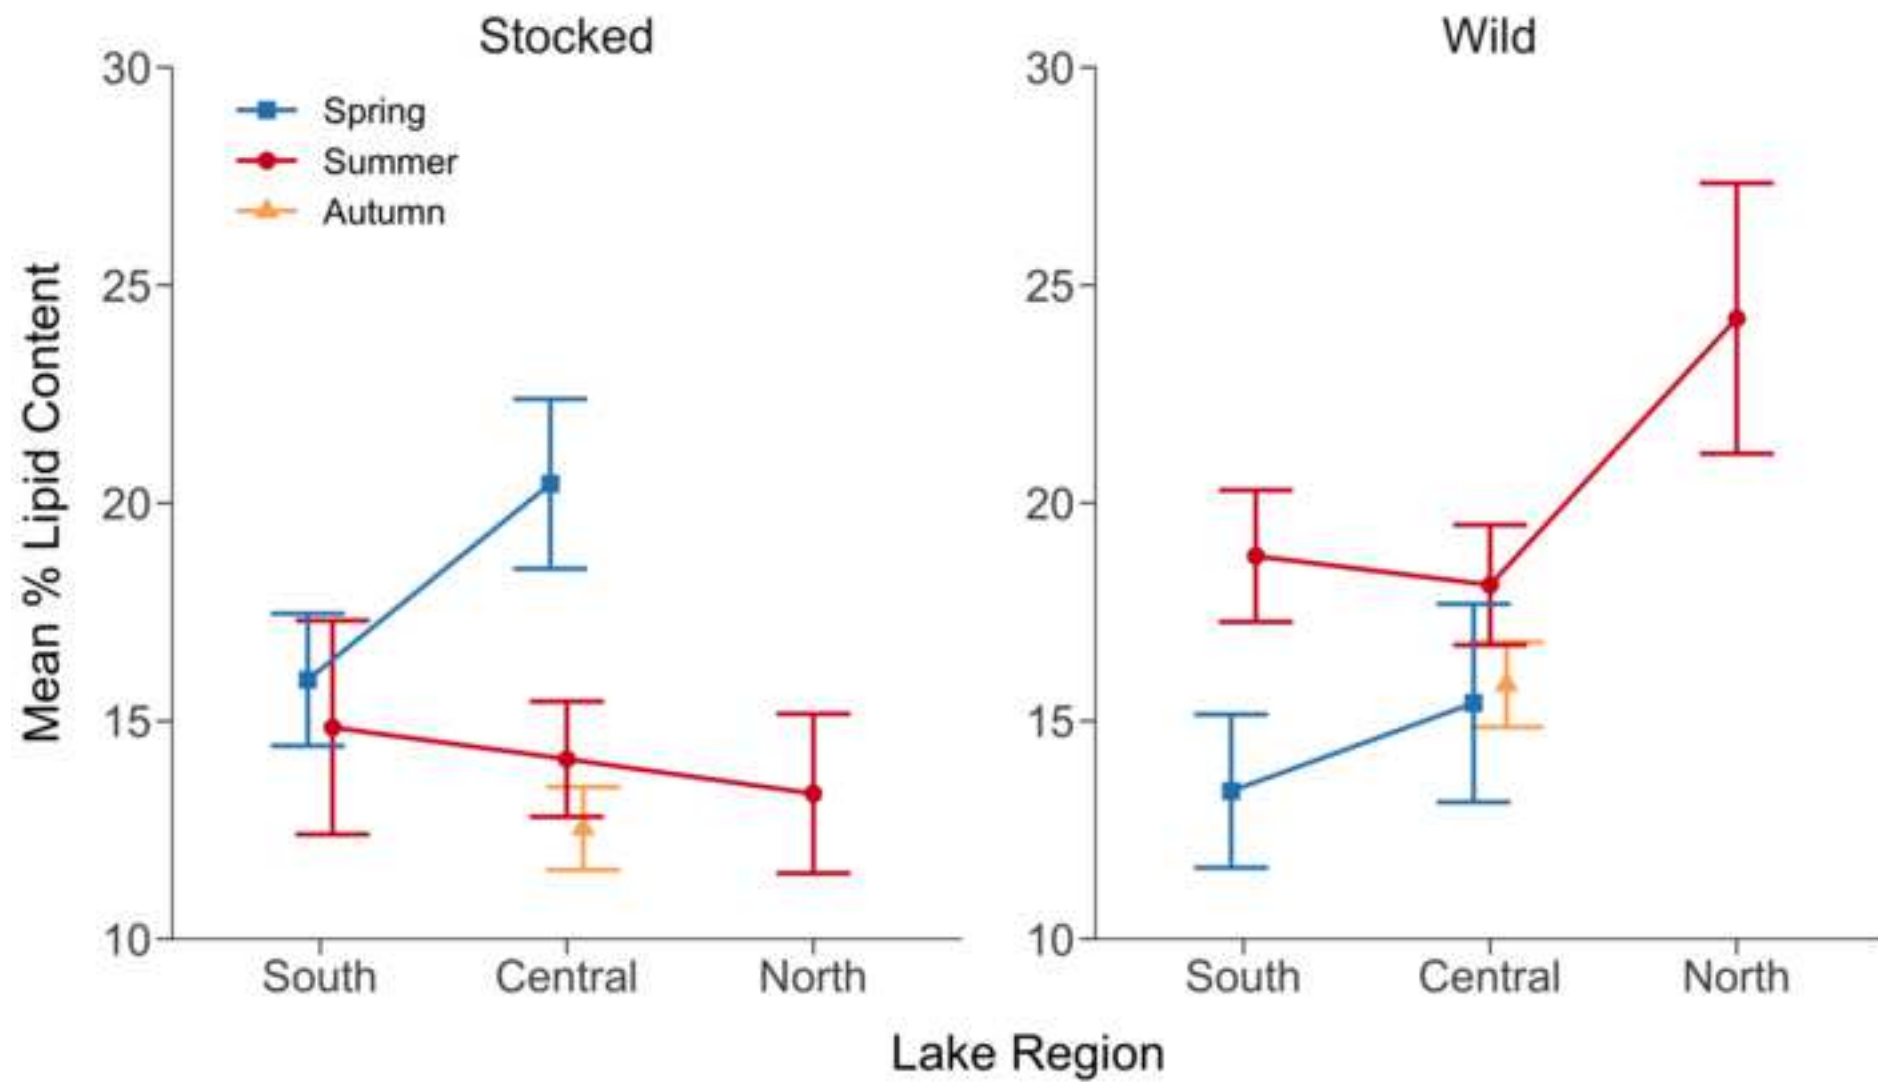 Stocked
Wild
Mean % Lipid Content
30
25
20
15
10
Spring
Summer
Autumn
South Central North
30
25
20
15
10
South Central North
Lake Region